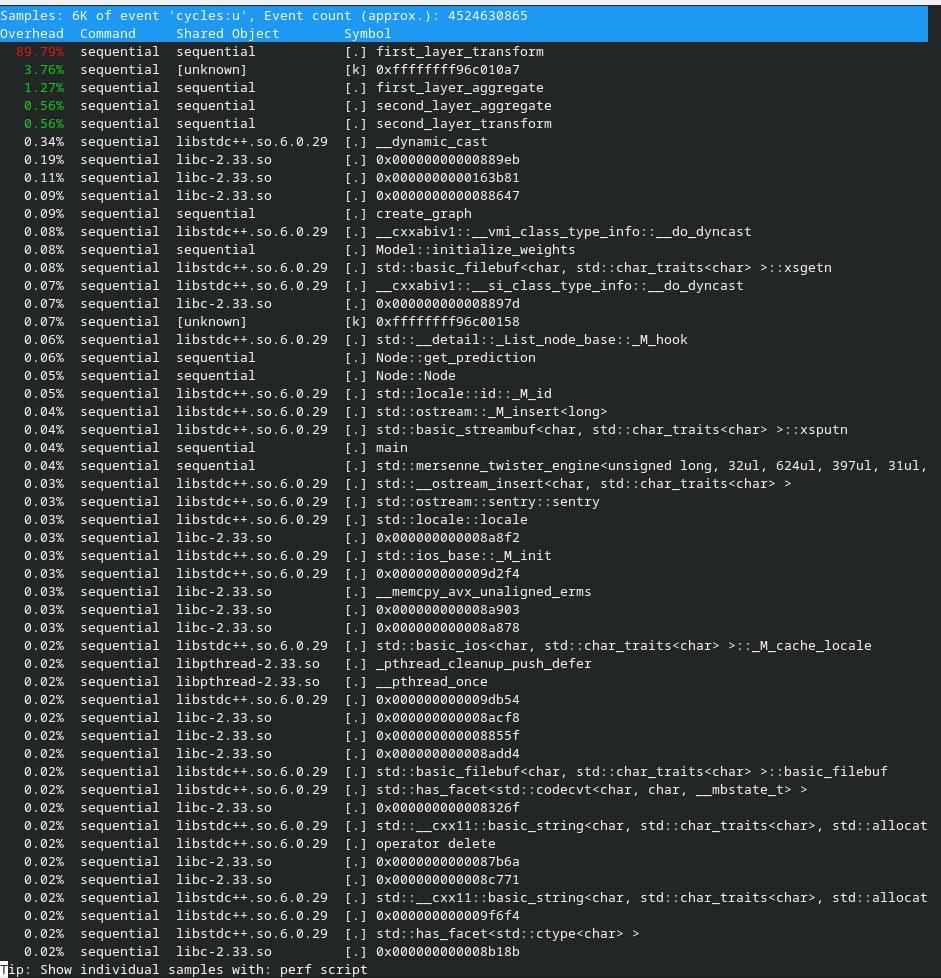 Samples: 6K of event 'cycles:u', Event count (approx.): 4524630865
Overhead  Command     Shared Object        Symbol
  89.79%  sequential  sequential           [.] first_layer_transform
   3.76%  sequential  [unknown]            [k] 0xffffffff96c010a7
   1.27%  sequential  sequential           [.] first_layer_aggregate
   0.56%  sequential  sequential           [.] second_layer_aggregate
   0.56%  sequential  sequential           [.] second_layer_transform
   0.34%  sequential  libstdc++.so.6.0.29  [.] __dynamic_cast
   0.19%  sequential  libc-2.33.so         [.] 0x00000000000889eb
   0.11%  sequential  libc-2.33.so         [.] 0x0000000000163b81
   0.09%  sequential  libc-2.33.so         [.] 0x0000000000088647
   0.09%  sequential  sequential           [.] create_graph
   0.08%  sequential  libstdc++.so.6.0.29  [.] __cxxabiv1::__vmi_class_type_info::__do_dyncast
   0.08%  sequential  sequential           [.] Model::initialize_weights
   0.08%  sequential  libstdc++.so.6.0.29  [.] std::basic_filebuf<char, std::char_traits<char> >::xsgetn
   0.07%  sequential  libstdc++.so.6.0.29  [.] __cxxabiv1::__si_class_type_info::__do_dyncast
   0.07%  sequential  libc-2.33.so         [.] 0x000000000008897d
   0.07%  sequential  [unknown]            [k] 0xffffffff96c00158
   0.06%  sequential  libstdc++.so.6.0.29  [.] std::__detail::_List_node_base::_M_hook
   0.06%  sequential  sequential           [.] Node::get_prediction
   0.05%  sequential  sequential           [.] Node::Node
   0.05%  sequential  libstdc++.so.6.0.29  [.] std::locale::id::_M_id
   0.04%  sequential  libstdc++.so.6.0.29  [.] std::ostream::_M_insert<long>
   0.04%  sequential  libstdc++.so.6.0.29  [.] std::basic_streambuf<char, std::char_traits<char> >::xsputn
   0.04%  sequential  sequential           [.] main
   0.04%  sequential  sequential           [.] std::mersenne_twister_engine<unsigned long, 32ul, 624ul, 397ul, 31ul,
   0.03%  sequential  libstdc++.so.6.0.29  [.] std::__ostream_insert<char, std::char_traits<char> >
   0.03%  sequential  libstdc++.so.6.0.29  [.] std::ostream::sentry::sentry
   0.03%  sequential  libstdc++.so.6.0.29  [.] std::locale::locale
   0.03%  sequential  libc-2.33.so         [.] 0x000000000008a8f2
   0.03%  sequential  libstdc++.so.6.0.29  [.] std::ios_base::_M_init
   0.03%  sequential  libstdc++.so.6.0.29  [.] 0x000000000009d2f4
   0.03%  sequential  libc-2.33.so         [.] __memcpy_avx_unaligned_erms
   0.03%  sequential  libc-2.33.so         [.] 0x000000000008a903
   0.03%  sequential  libc-2.33.so         [.] 0x000000000008a878
   0.02%  sequential  libstdc++.so.6.0.29  [.] std::basic_ios<char, std::char_traits<char> >::_M_cache_locale
   0.02%  sequential  libpthread-2.33.so   [.] _pthread_cleanup_push_defer
   0.02%  sequential  libpthread-2.33.so   [.] __pthread_once
   0.02%  sequential  libstdc++.so.6.0.29  [.] 0x000000000009db54
   0.02%  sequential  libc-2.33.so         [.] 0x000000000008acf8
   0.02%  sequential  libc-2.33.so         [.] 0x000000000008855f
   0.02%  sequential  libc-2.33.so         [.] 0x000000000008add4
   0.02%  sequential  libstdc++.so.6.0.29  [.] std::basic_filebuf<char, std::char_traits<char> >::basic_filebuf
   0.02%  sequential  libstdc++.so.6.0.29  [.] std::has_facet<std::codecvt<char, char, __mbstate_t> >
   0.02%  sequential  libc-2.33.so         [.] 0x000000000008326f
   0.02%  sequential  libstdc++.so.6.0.29  [.] std::__cxx11::basic_string<char, std::char_traits<char>, std::allocat
   0.02%  sequential  libstdc++.so.6.0.29  [.] operator delete
   0.02%  sequential  libc-2.33.so         [.] 0x0000000000087b6a
   0.02%  sequential  libc-2.33.so         [.] 0x000000000008c771
   0.02%  sequential  libstdc++.so.6.0.29  [.] std::__cxx11::basic_string<char, std::char_traits<char>, std::allocat
   0.02%  sequential  libstdc++.so.6.0.29  [.] 0x000000000009f6f4
   0.02%  sequential  libstdc++.so.6.0.29  [.] std::has_facet<std::ctype<char> >
   0.02%  sequential  libc-2.33.so         [.] 0x000000000008b18b
Tip: Show individual samples with: perf script